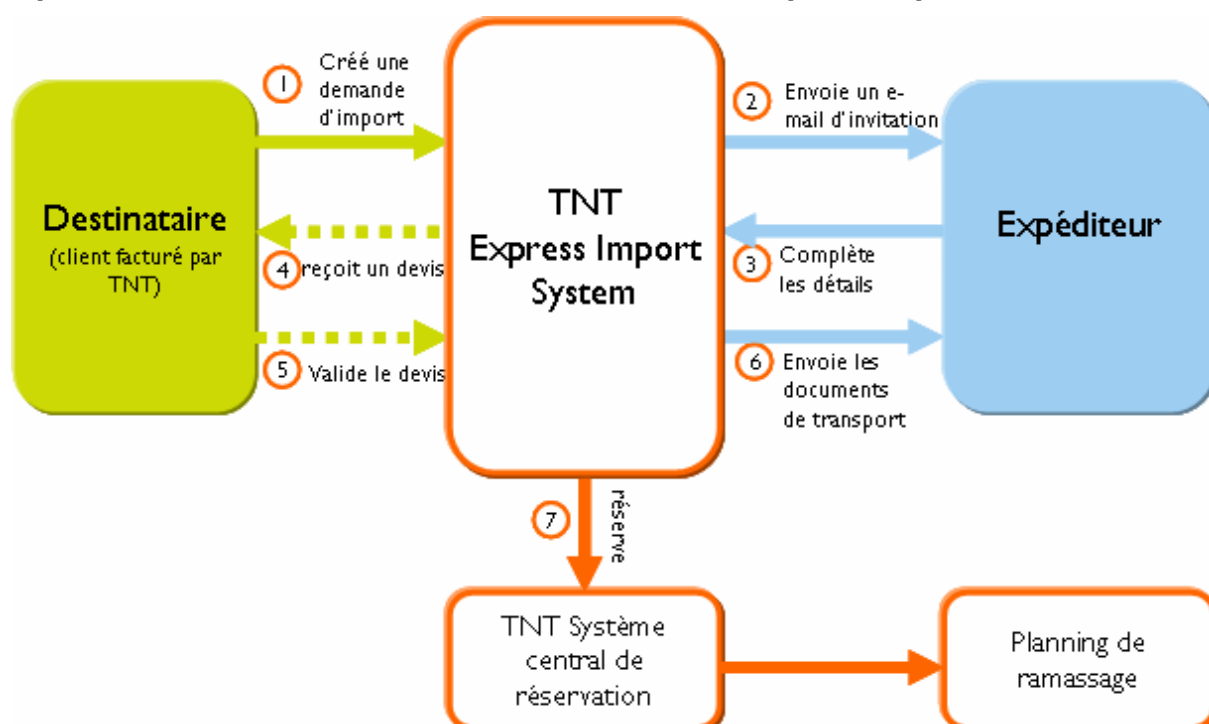 1
Créé une
demande
d'import
2
Envoie un e-
mail d'invitation
Destinataire
(client facturé par
TNT)
TNT
Express Import
System
Expéditeur
3
Complète
les détails
4
reçoit un devis
5
Valide le devis
6
Envoie les
documents
de transport
7
réserve
TNT Système
central de
réservation
Planning de
ramassage